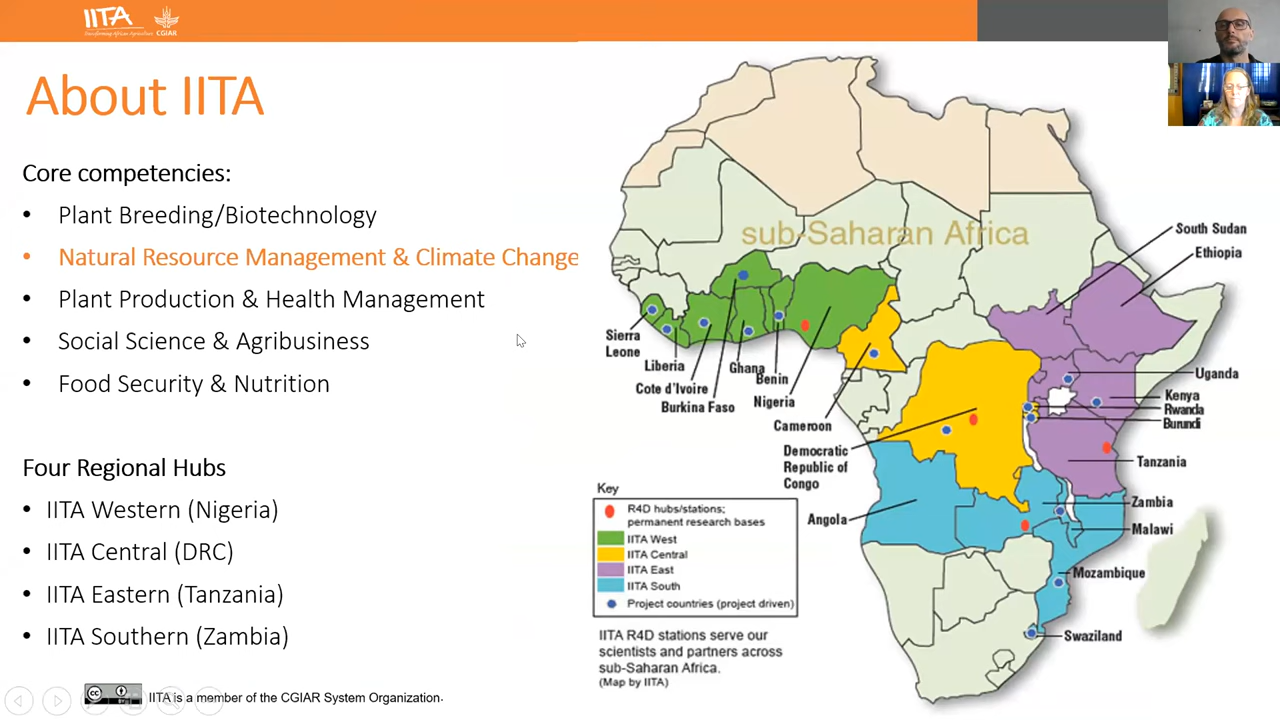 IITA
Transforming African Agriculture
CGIAR
About IITA
Core competencies:
• Plant Breeding/Biotechnology
• Natural Resource Management & Climate Change
• Plant Production & Health Management
• Social Science & Agribusiness
• Food Security & Nutrition
Four Regional Hubs
• IITA Western (Nigeria)
• IITA Central (DRC)
• IITA Eastern (Tanzania)
• IITA Southern (Zambia)
sub-Saharan Africa
South Sudan
Ethiopia
Sierra
Leone
Liberia
Cote d'Ivoire
Burkina Faso
Ghana
Benin
Nigeria
Cameroon
Democratic
Republic of
Congo
Angola
Uganda
Kenya
Rwanda
Burundi
Tanzania
Zambia
Malawi
Mozambique
Swaziland
Key
R4D hubs/stations;
permanent research bases
IITA West
IITA Central
IITA East
IITA South
Project countries (project driven)
IITA R4D stations serve our
scientists and partners across
sub-Saharan Africa.
(Map by IITA)
cc
BY
IITA is a member of the CGIAR System Organization.